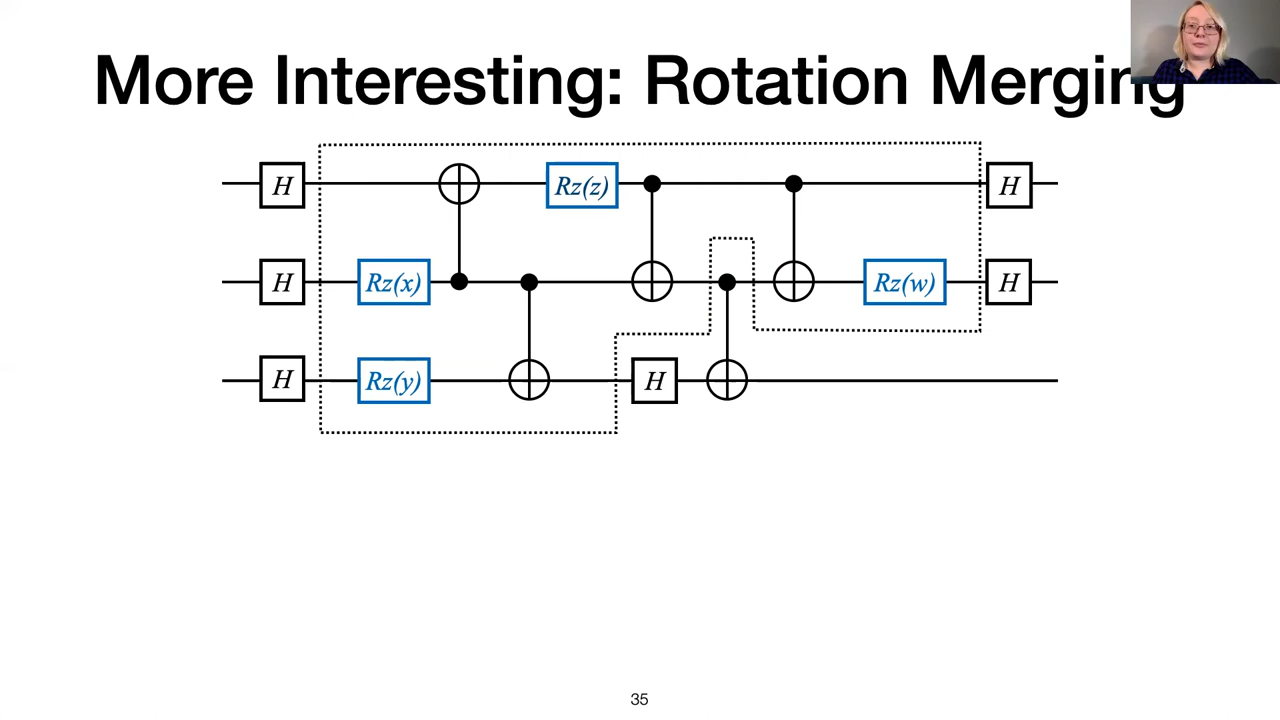 More Interesting: Rotation Merging
H Rz(z) H
H Rz(x) Rz(w) H
H Rz(y) H
35